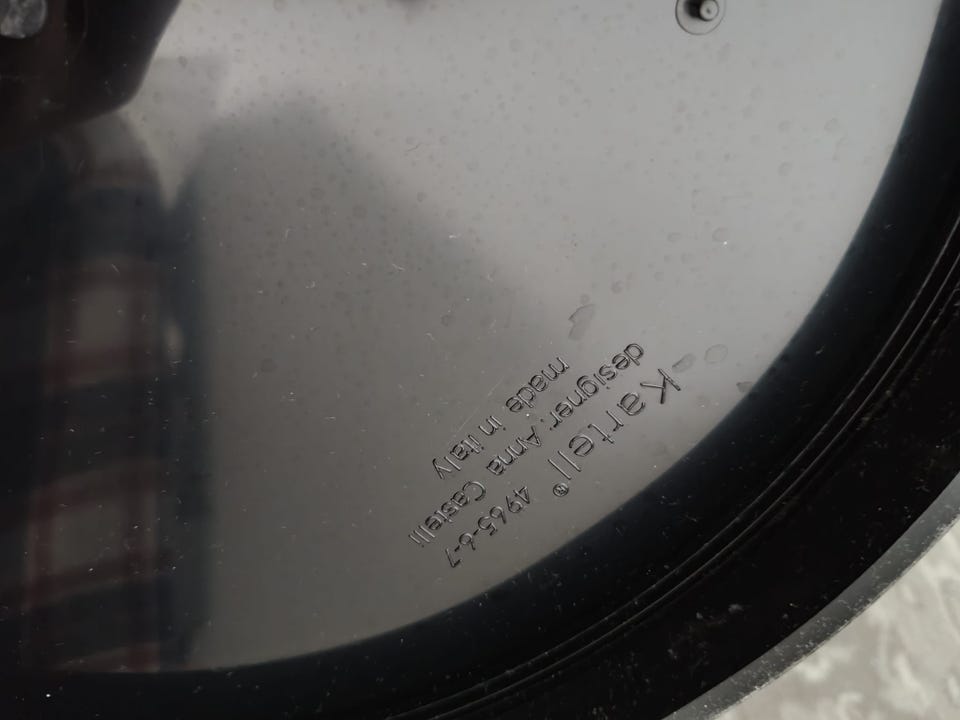 Kartell® 4965-6-7
designer: Anna Castelli
made in italy